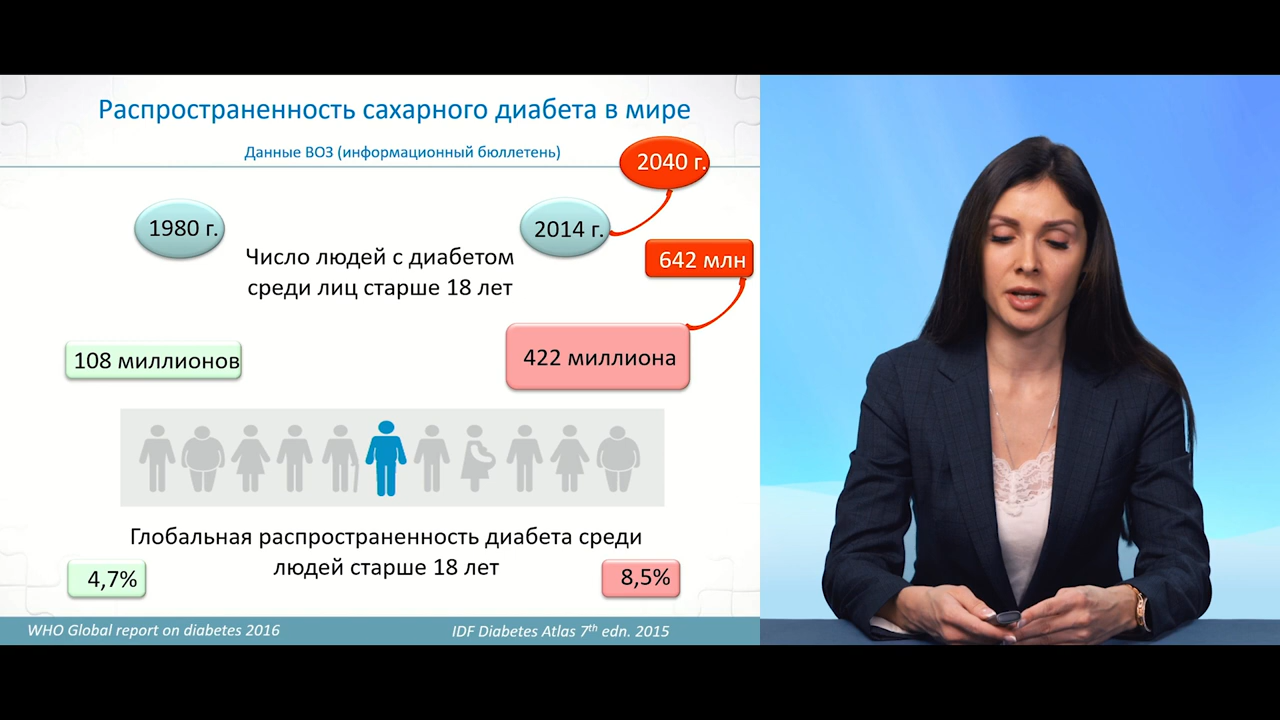 Распространенность сахарного диабета в мире
Данные ВОЗ (информационный бюллетень)
2040 г.
1980 г.
2014 г.
Число людей с диабетом
среди лиц старше 18 лет
642 млн
108 миллионов
422 миллиона
Глобальная распространенность диабета среди
людей старше 18 лет
4,7%
8,5%
WHO Global report on diabetes 2016
IDF Diabetes Atlas 7th edn. 2015